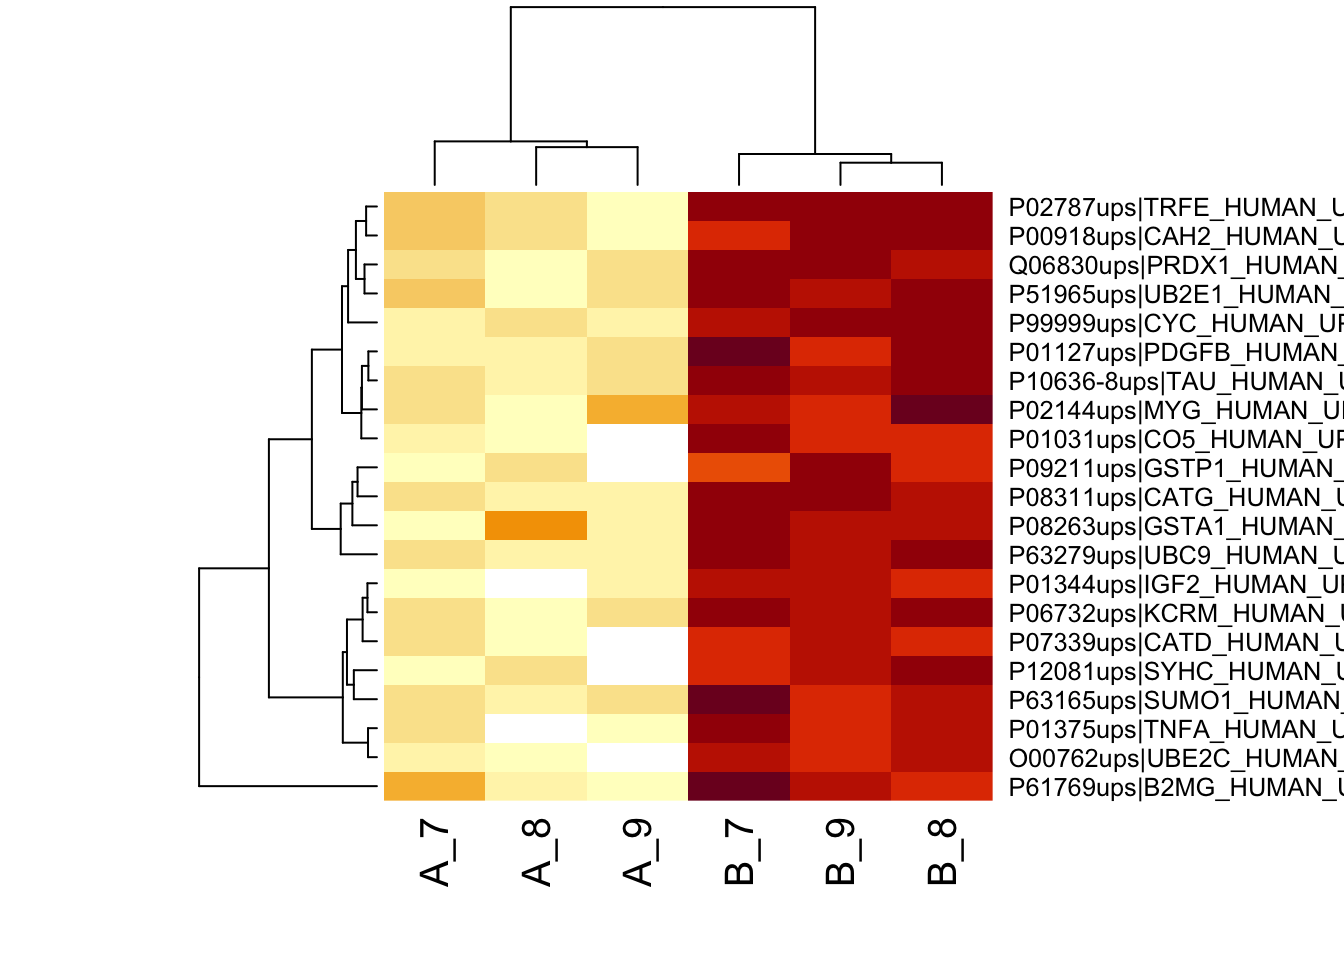 P02787ups|TRFE_HUMAN_U
P00918ups|CAH2_HUMAN_U
Q06830ups|PRDX1_HUMAN_
P51965ups|UB2E1_HUMAN_
P99999ups|CYC_HUMAN_UP
P01127ups|PDGFB_HUMAN_
P10636-8ups|TAU_HUMAN_U
P02144ups|MYG_HUMAN_UP
P01031ups|CO5_HUMAN_UP
P09211ups|GSTP1_HUMAN_
P08311ups|CATG_HUMAN_U
P08263ups|GSTA1_HUMAN_
P63279ups|UBC9_HUMAN_U
P01344ups|IGF2_HUMAN_UP
P06732ups|KCRM_HUMAN_U
P07339ups|CATD_HUMAN_U
P12081ups|SYHC_HUMAN_U
P63165ups|SUMO1_HUMAN_
P01375ups|TNFA_HUMAN_U
O00762ups|UBE2C_HUMAN_
P61769ups|B2MG_HUMAN_U
A_7 A_8 A_9 B_7 B_9 B_8